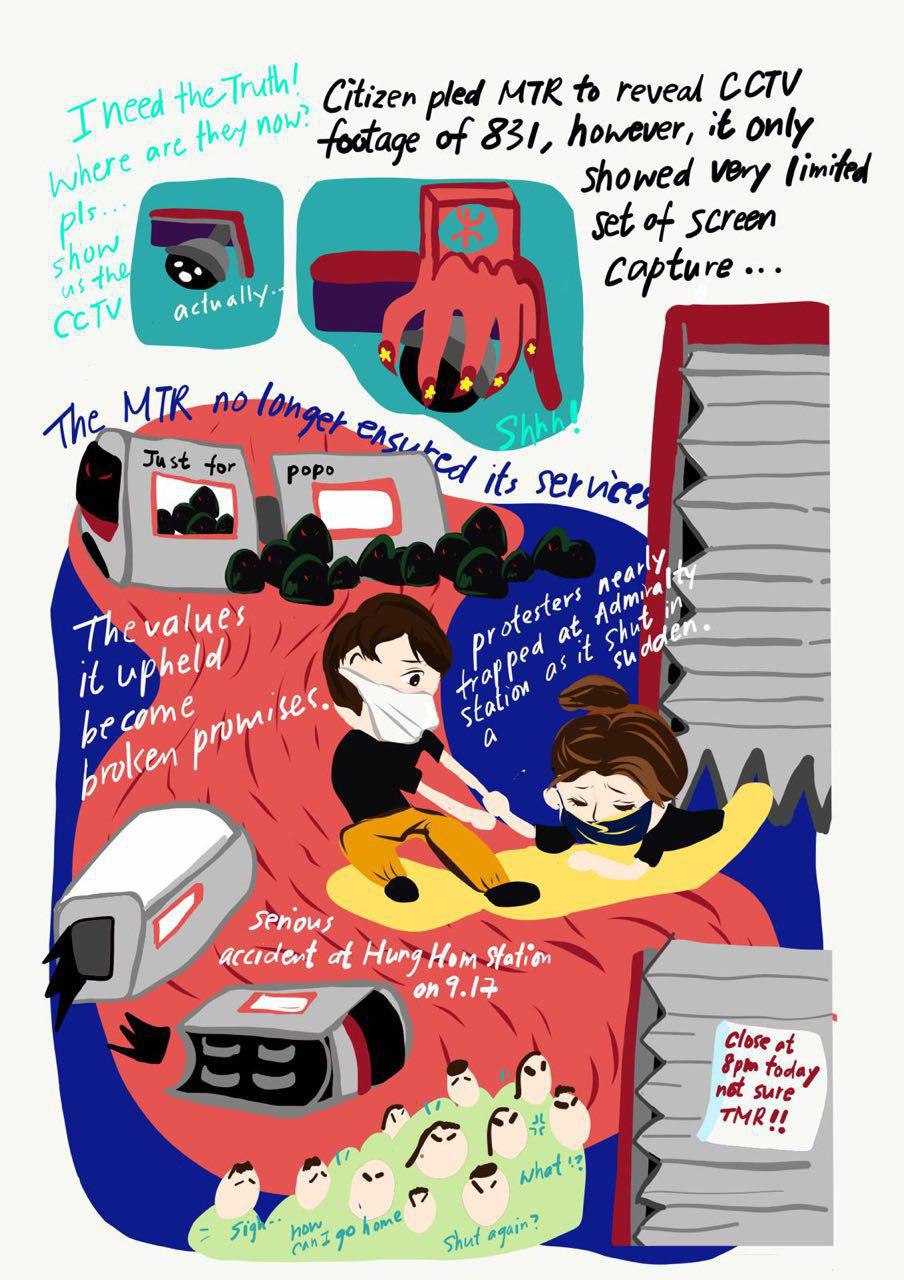 I need the Truth!
where are they now?
pls...
show
us the
CCTV
Citizen pled MTR to reveal CCTV
footage of 831, however, it only
showed very limited
set of screen
capture ...
actually...
Shhh!
The MTR no longer ensured its services
Just for
popo
protesters nearly
trapped at Admiralty
station as it shut in
a sudden.
The values
it upheld
become
broken promises.
serious
accident at Hung Hom Station
on 9.17
Close at
8pm today
not sure
TMR!!
sigh...
how
can I go home
Shut again?
What!?